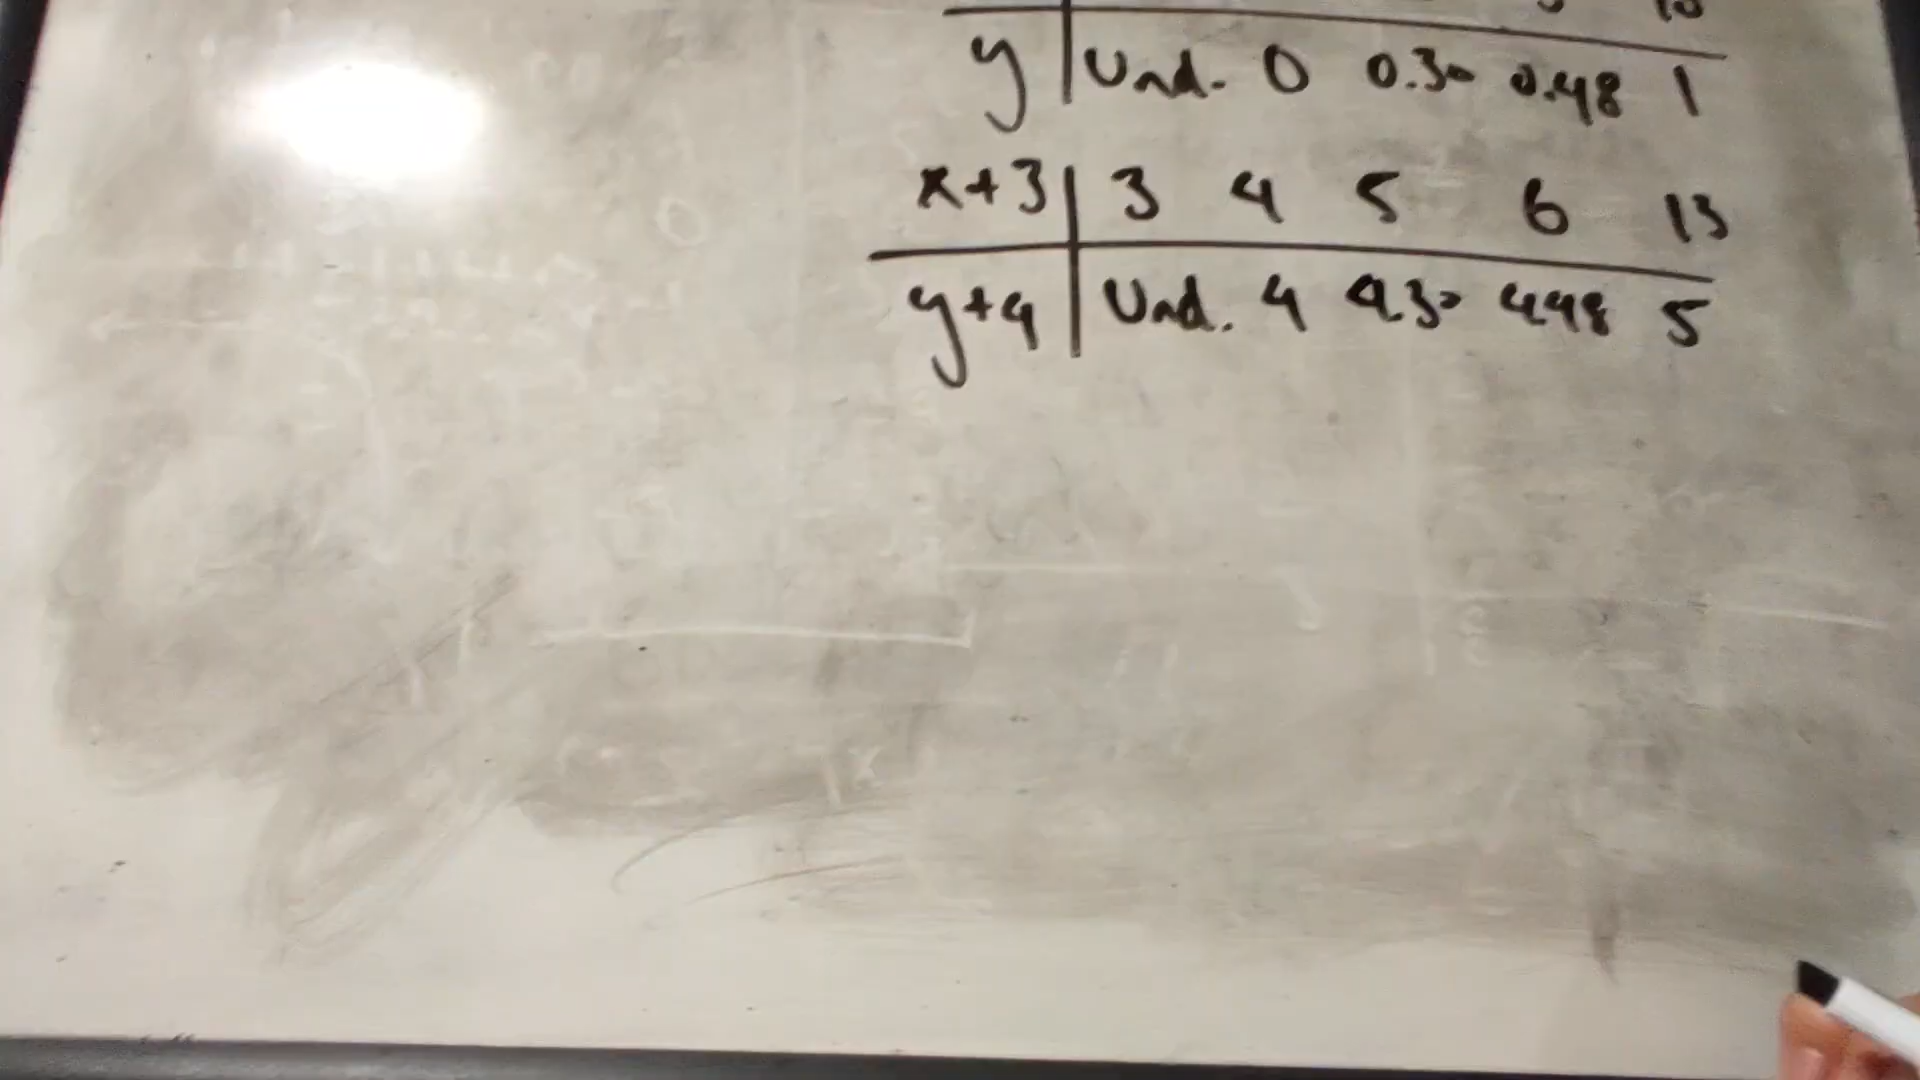 y | Und. 0 0.30 0.48 1
x+3 | 3 4 5 6 13
y+4 | Und. 4 4.30 4.48 5